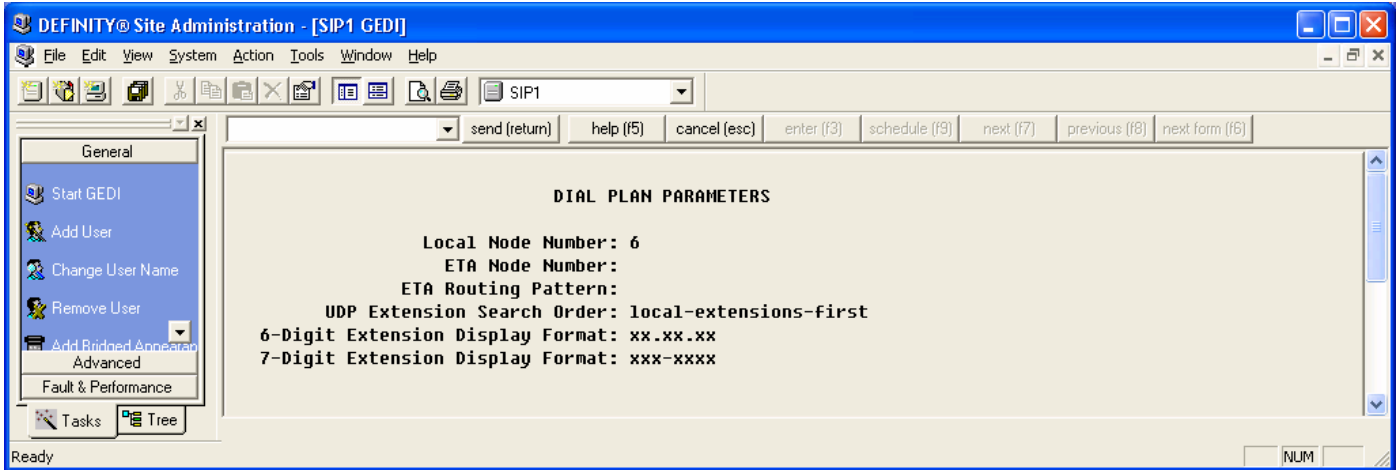 DEFINITY® Site Administration - [SIP1 GEDI]
File Edit View System Action Tools Window Help
SIP1
send (return) help (f5) cancel (esc) enter (f3) schedule (f9) next (f7) previous (f8) next form (f6)
General
Start GEDI
Add User
Change User Name
Remove User
Add Bridged Appearan
Advanced
Fault & Performance
Tasks Tree
DIAL PLAN PARAMETERS
Local Node Number: 6
ETA Node Number:
ETA Routing Pattern:
UDP Extension Search Order: local-extensions-first
6-Digit Extension Display Format: xx.xx.xx
7-Digit Extension Display Format: xxx-xxxx
Ready NUM